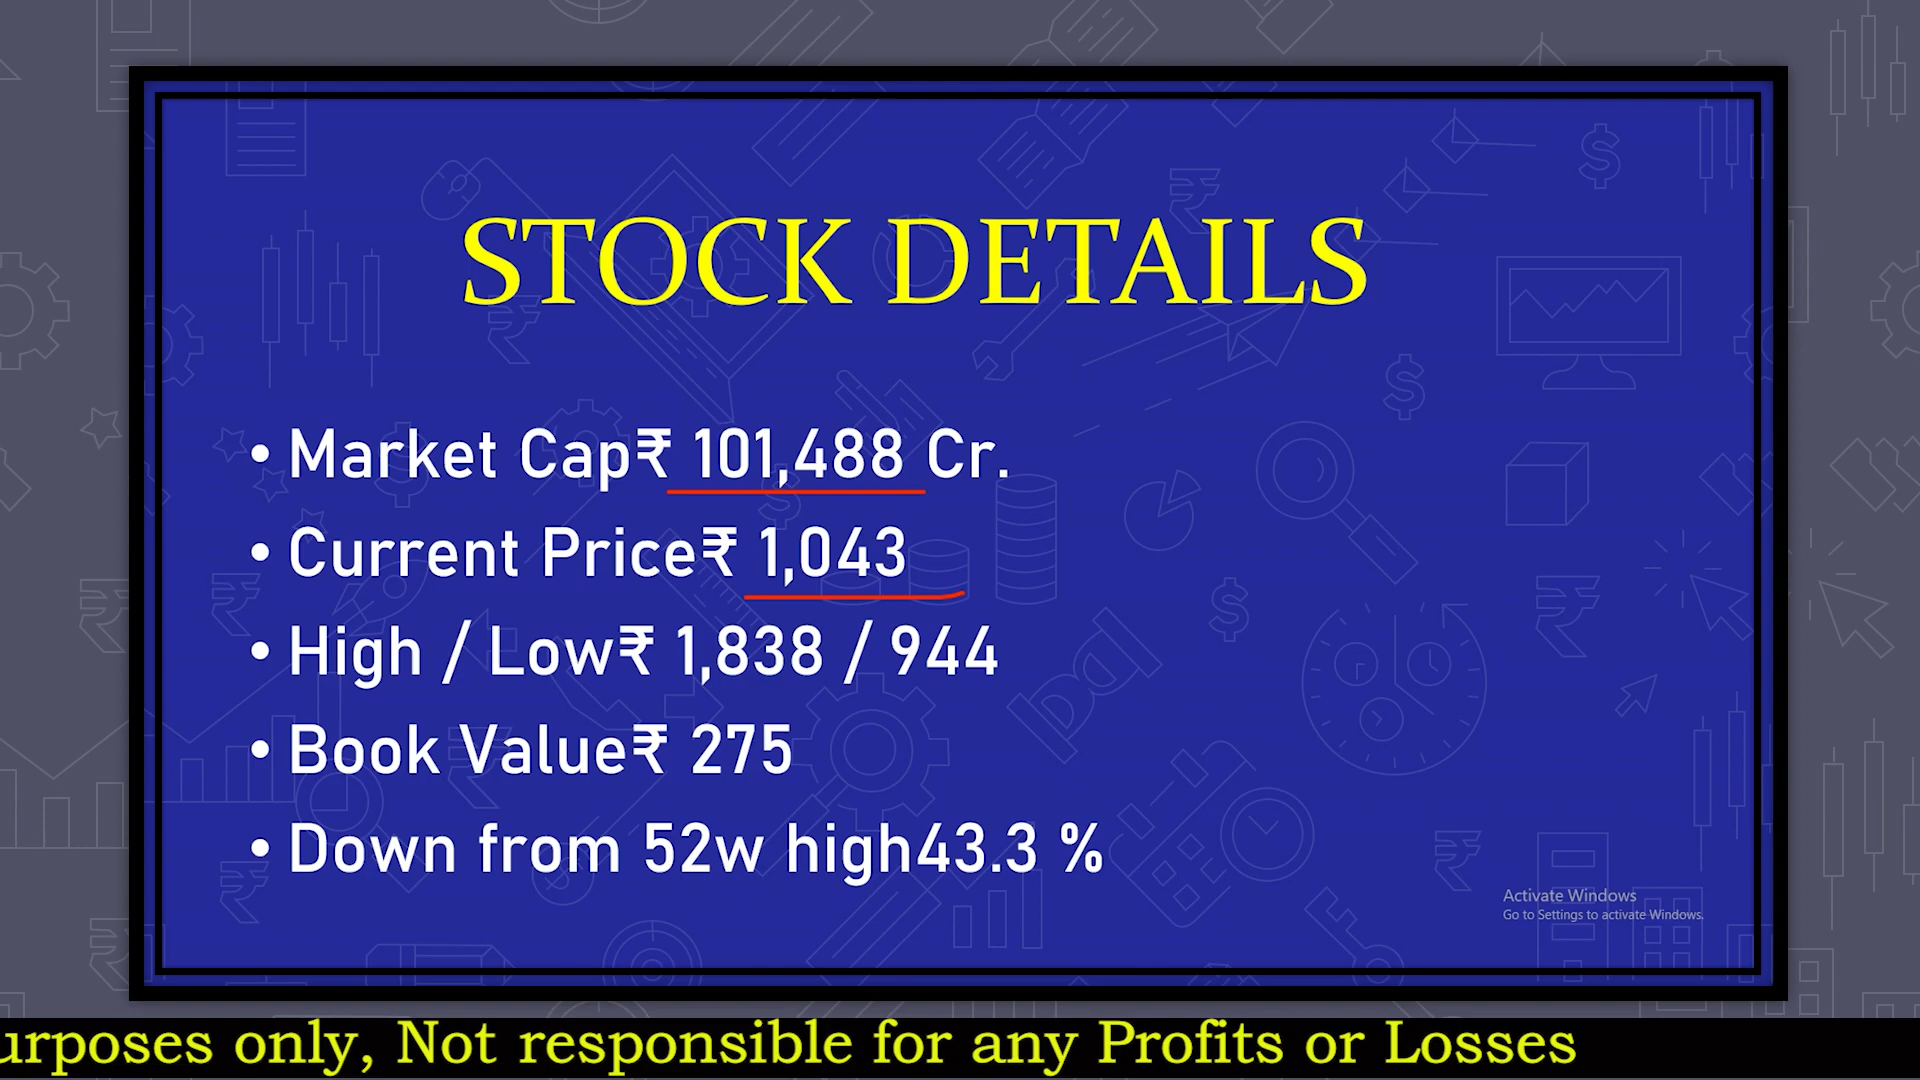 STOCK DETAILS
• Market Cap₹ 101,488 Cr.
• Current Price₹ 1,043
• High / Low₹ 1,838 / 944
• Book Value₹ 275
• Down from 52w high43.3 %
Activate Windows
Go to Settings to activate Windows.
urposes only, Not responsible for any Profits or Losses